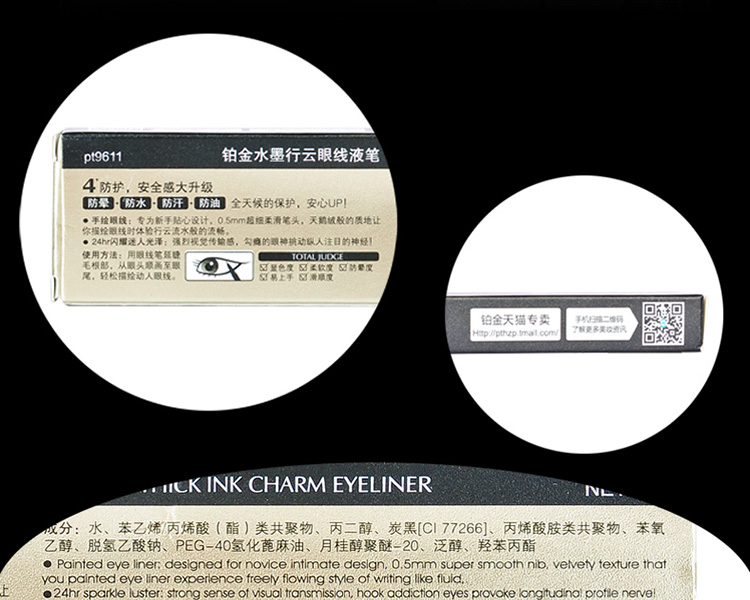 pt9611
铂金水墨行云眼线液笔
4+防护，安全感大升级
防晕·防水·防汗·防油 全天候的保护，安心UP！
● 手绘眼线：专为新手贴心设计，0.5mm超细柔滑笔头，天鹅绒般的质地让
你描绘眼线时体验行云流水般的流畅。
● 24hr闪耀迷人光泽：强烈视觉传输感，勾瘾的眼神挑动纵人注目的神髭！
使用方法：用眼线笔延睫
毛根部，从眼头顺画至眼
尾，轻松描绘动人眼线。
TOTAL JUDGE
☑ 显色度 ☑ 柔软度 ☑ 防晕度
☑ 易上手 ☑ 滑顺度
铂金天猫专卖
Http://pthzp.tmall.com/
手机扫描二维码
了解更多美妆资讯
THICK INK CHARM EYELINER
成分：水、苯乙烯/丙烯酸（酯）类共聚物、丙二醇、炭黑[CI 77266]、丙烯酸胺类共聚物、苯氧
乙醇、脱氢乙酸钠、PEG-40氢化蓖麻油、月桂醇聚醚-20、泛醇、羟苯丙酯
● Painted eye liner: designed for novice intimate design, 0.5mm super smooth nib, velvety texture that
you painted eye liner experience freely flowing style of writing like fluid.
● 24hr sparkle luster: strong sense of visual transmission, hook addiction eyes provoke longitudinal profile nerve!